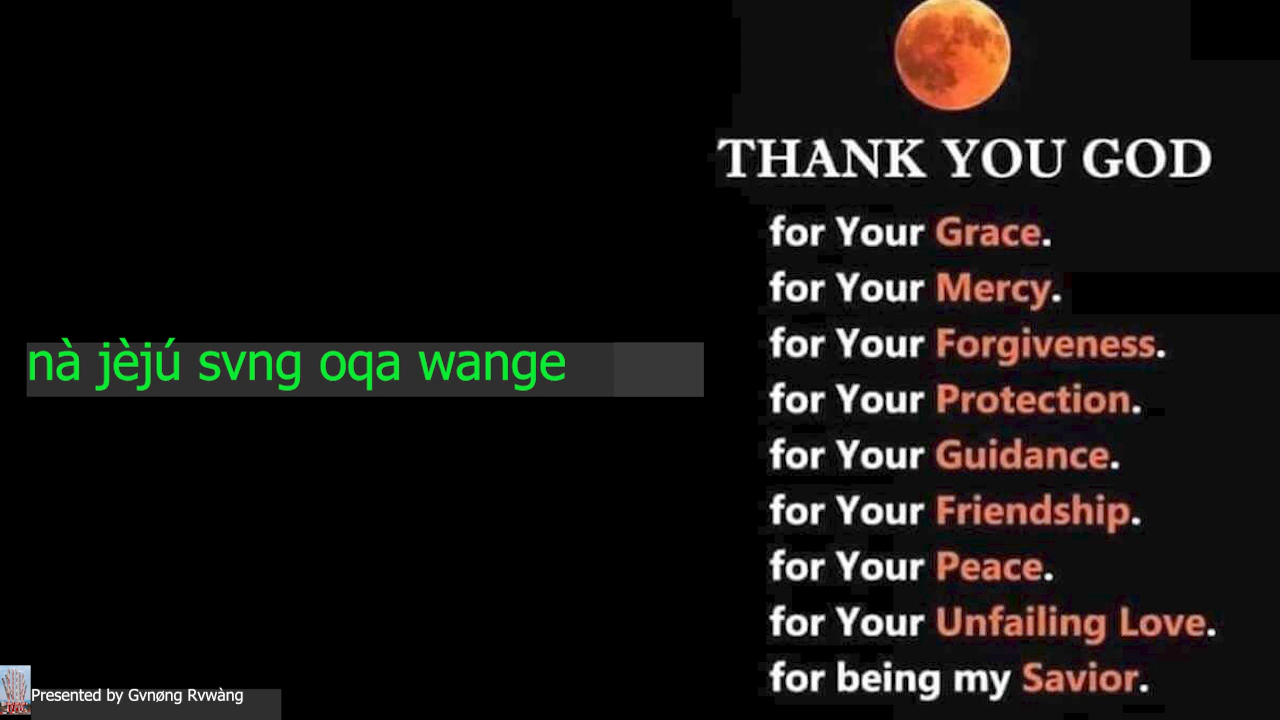 nà jèjú svng oqa wange
THANK YOU GOD
for Your Grace.
for Your Mercy.
for Your Forgiveness.
for Your Protection.
for Your Guidance.
for Your Friendship.
for Your Peace.
for Your Unfailing Love.
for being my Savior.
Presented by Gvnøng Rvwàng